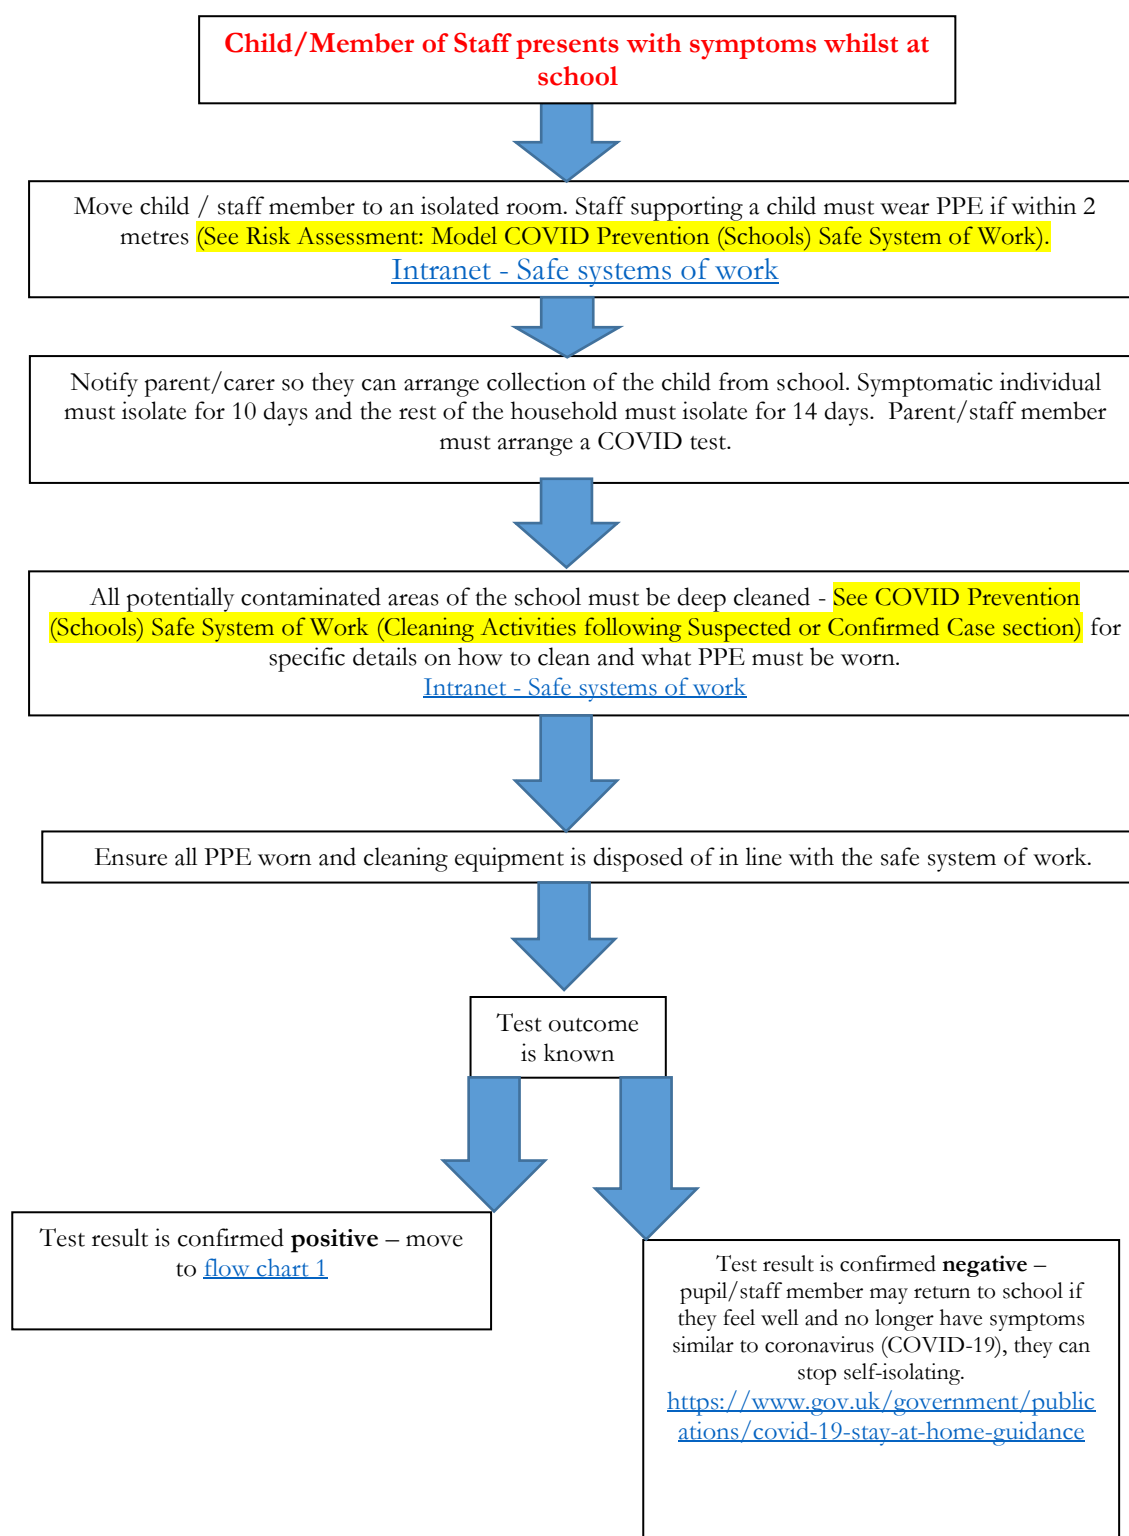 Child/Member of Staff presents with symptoms whilst at
school
Move child / staff member to an isolated room. Staff supporting a child must wear PPE if within 2
metres (See Risk Assessment: Model COVID Prevention (Schools) Safe System of Work).
Intranet - Safe systems of work
Notify parent/carer so they can arrange collection of the child from school. Symptomatic individual
must isolate for 10 days and the rest of the household must isolate for 14 days. Parent/staff member
must arrange a COVID test.
All potentially contaminated areas of the school must be deep cleaned - See COVID Prevention
(Schools) Safe System of Work (Cleaning Activities following Suspected or Confirmed Case section) for
specific details on how to clean and what PPE must be worn.
Intranet - Safe systems of work
Ensure all PPE worn and cleaning equipment is disposed of in line with the safe system of work.
Test outcome
is known
Test result is confirmed positive – move
to flow chart 1
Test result is confirmed negative –
pupil/staff member may return to school if
they feel well and no longer have symptoms
similar to coronavirus (COVID-19), they can
stop self-isolating.
https://www.gov.uk/government/public
ations/covid-19-stay-at-home-guidance